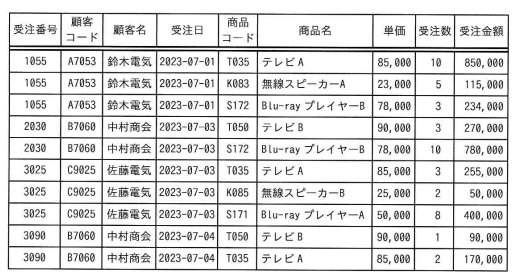 受注番号 顧客コード 顧客名 受注日 商品コード 商品名 単価 受注数 受注金額
1055 A7053 鈴木電気 2023-07-01 T035 テレビA 85,000 10 850,000
1055 A7053 鈴木電気 2023-07-01 K083 無線スピーカーA 23,000 5 115,000
1055 A7053 鈴木電気 2023-07-01 S172 Blu-ray プレイヤーB 78,000 3 234,000
2030 B7060 中村商会 2023-07-03 T050 テレビB 90,000 3 270,000
2030 B7060 中村商会 2023-07-03 S172 Blu-ray プレイヤーB 78,000 10 780,000
3025 C9025 佐藤電気 2023-07-03 T035 テレビA 85,000 3 255,000
3025 C9025 佐藤電気 2023-07-03 K085 無線スピーカーB 25,000 2 50,000
3025 C9025 佐藤電気 2023-07-03 S171 Blu-ray プレイヤーA 50,000 8 400,000
3090 B7060 中村商会 2023-07-04 T050 テレビB 90,000 1 90,000
3090 B7060 中村商会 2023-07-04 T035 テレビA 85,000 2 170,000